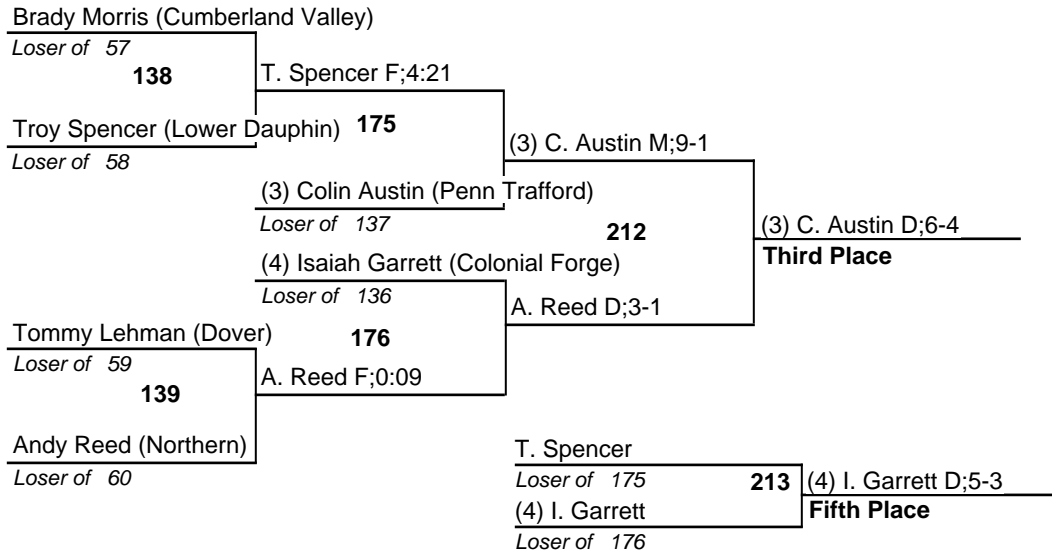 Brady Morris (Cumberland Valley)
Loser of 57
138
T. Spencer F;4:21
Troy Spencer (Lower Dauphin)
175
Loser of 58
(3) C. Austin M;9-1
(3) Colin Austin (Penn Trafford)
Loser of 137
212
(3) C. Austin D;6-4
Third Place
(4) Isaiah Garrett (Colonial Forge)
Loser of 136
A. Reed D;3-1
Tommy Lehman (Dover)
176
Loser of 59
139
A. Reed F;0:09
Andy Reed (Northern)
Loser of 60
T. Spencer
Loser of 175
213
(4) I. Garrett D;5-3
Fifth Place
(4) I. Garrett
Loser of 176